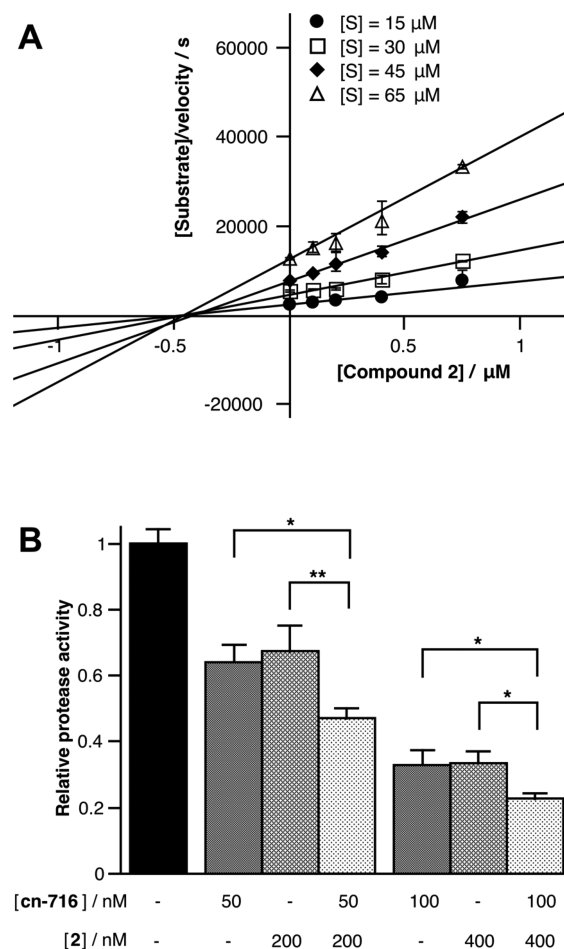 A
[S] = 15 µM
[S] = 30 µM
[S] = 45 µM
[S] = 65 µM
[Substrate]/velocity / s
60000
40000
20000
-20000
-1
-0.5
0.5
1
[Compound 2] / µM
B
Relative protease activity
1
0.8
0.6
0.4
0.2
0
*
**
*
*
[cn-716] / nM - 50 - 50 100 - 100
[2] / nM - - 200 200 - 400 400